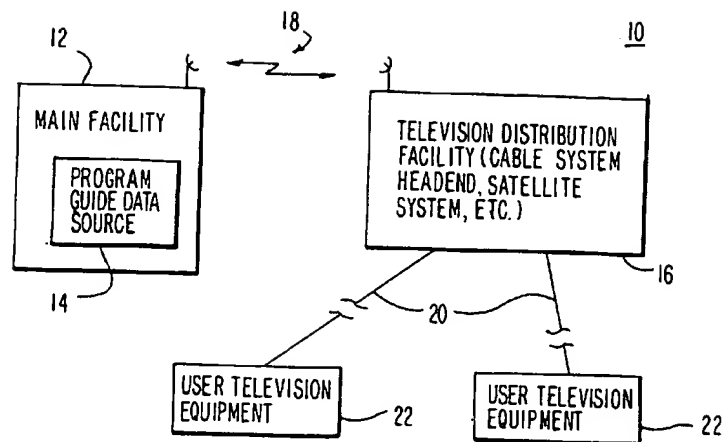 18
10
12
MAIN FACILITY
PROGRAM
GUIDE DATA
SOURCE
14
TELEVISION DISTRIBUTION
FACILITY (CABLE SYSTEM
HEADEND, SATELLITE
SYSTEM, ETC.)
16
20
USER TELEVISION
EQUIPMENT
22
USER TELEVISION
EQUIPMENT
22